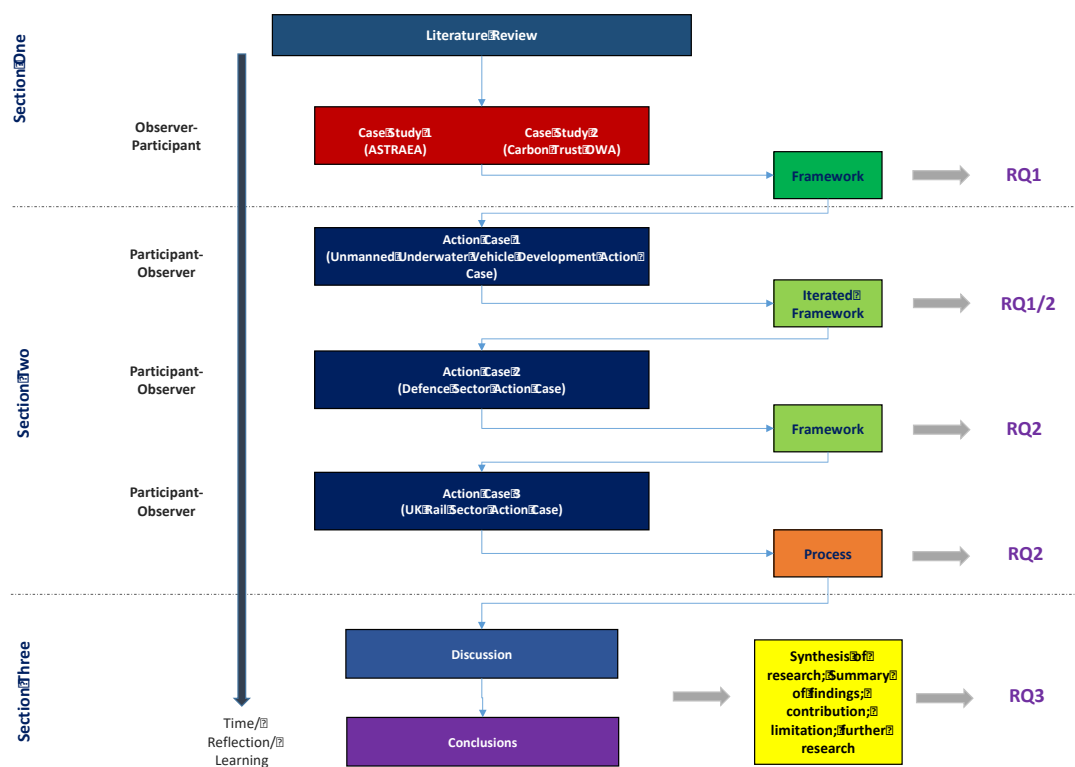 Section One
Literature Review
Observer-
Participant
Case Study 1
(ASTRAEA)
Case Study 2
(Carbon Trust OWA)
Framework
RQ1
Section Two
Participant-
Observer
Action Case 1
(Unmanned Underwater Vehicle Development Action
Case)
Iterated
Framework
RQ1/2
Participant-
Observer
Action Case 2
(Defence Sector Action Case)
Framework
RQ2
Participant-
Observer
Action Case 3
(UK Rail Sector Action Case)
Process
RQ2
Section Three
Discussion
Synthesis of
research; Summary
of findings;
contribution;
limitation; further
research
RQ3
Time/
Reflection/
Learning
Conclusions